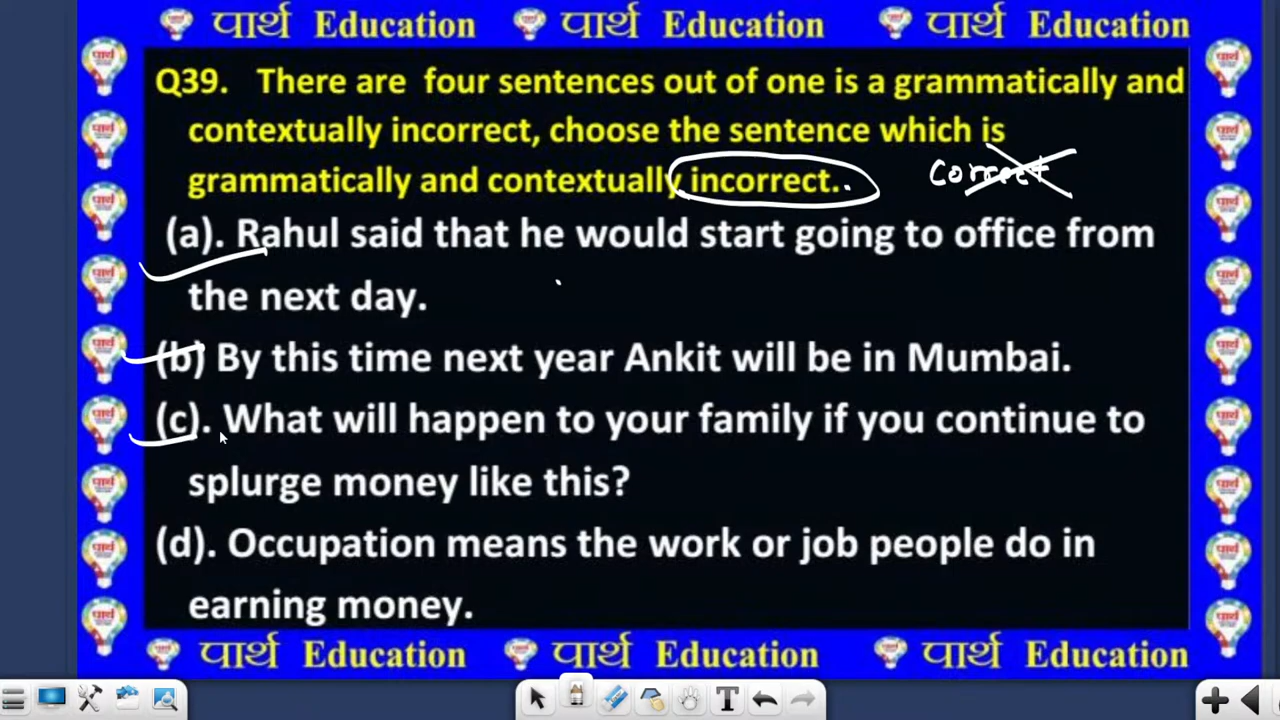 पार्थ Education पार्थ Education पार्थ Education
Q39. There are four sentences out of one is a grammatically and
contextually incorrect, choose the sentence which is
grammatically and contextually incorrect.
Correct
(a). Rahul said that he would start going to office from
the next day.
(b) By this time next year Ankit will be in Mumbai.
(c). What will happen to your family if you continue to
splurge money like this?
(d). Occupation means the work or job people do in
earning money.
पार्थ Education पार्थ Education पार्थ Education
T